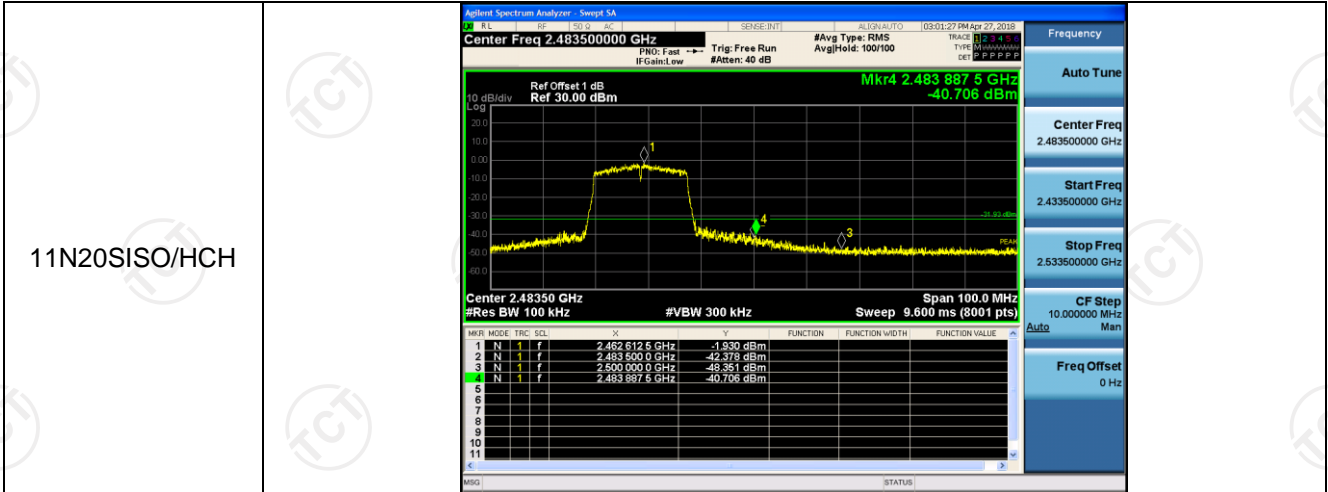 11N20SISO/HCH
Agilent Spectrum Analyzer - Swept SA
RL RF 50 Ω AC SENSE:INT ALIGN AUTO 03:01:27 PM Apr 27, 2018
Center Freq 2.483500000 GHz
PNO: Fast
IFGain:Low
Trig: Free Run
#Atten: 40 dB
#Avg Type: RMS
Avg|Hold: 100/100
TRACE 1 2 3 4 5 6
TYPE M
DET P P P P P P
Mkr4 2.483 887 5 GHz
-40.706 dBm
Ref Offset 1 dB
10 dB/div Ref 30.00 dBm
Log
20.0
10.0
0.00
-10.0
-20.0
-30.0
-40.0
-50.0
-60.0
1
4
3
-31.93 dBm
PEAK
Center 2.48350 GHz Span 100.0 MHz
#Res BW 100 kHz #VBW 300 kHz Sweep 9.600 ms (8001 pts)
MKR MODE TRC SCL X Y FUNCTION FUNCTION WIDTH FUNCTION VALUE
1 N 1 f 2.462 612 5 GHz -1.930 dBm
2 N 1 f 2.483 500 0 GHz -42.378 dBm
3 N 1 f 2.500 000 0 GHz -48.351 dBm
4 N 1 f 2.483 887 5 GHz -40.706 dBm
5
6
7
8
9
10
11
MSG STATUS
Frequency
Auto Tune
Center Freq
2.483500000 GHz
Start Freq
2.433500000 GHz
Stop Freq
2.533500000 GHz
CF Step
10.000000 MHz
Auto Man
Freq Offset
0 Hz
TCT
TCT
TCT
TCT
TCT